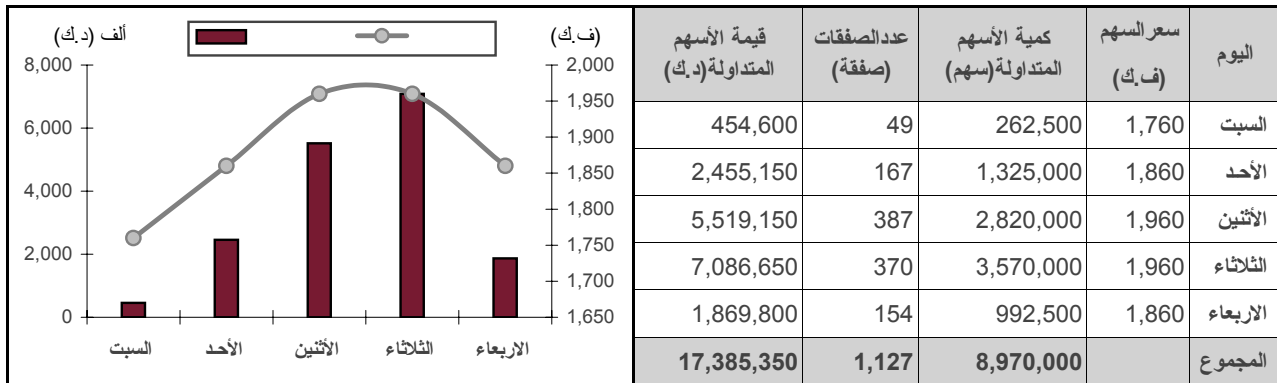 اليوم سعر السهم (ف.ك) كمية الأسهم المتداولة(سهم) عدد الصفقات (صفقة) قيمة الأسهم المتداولة(د.ك)
السبت 1,760 262,500 49 454,600
الأحد 1,860 1,325,000 167 2,455,150
الأثنين 1,960 2,820,000 387 5,519,150
الثلاثاء 1,960 3,570,000 370 7,086,650
الاربعاء 1,860 992,500 154 1,869,800
المجموع 8,970,000 1,127 17,385,350
(ف.ك)
2,000
1,950
1,900
1,850
1,800
1,750
1,700
1,650
ألف (د.ك)
8,000
6,000
4,000
2,000
0
السبت الأحد الأثنين الثلاثاء الاربعاء